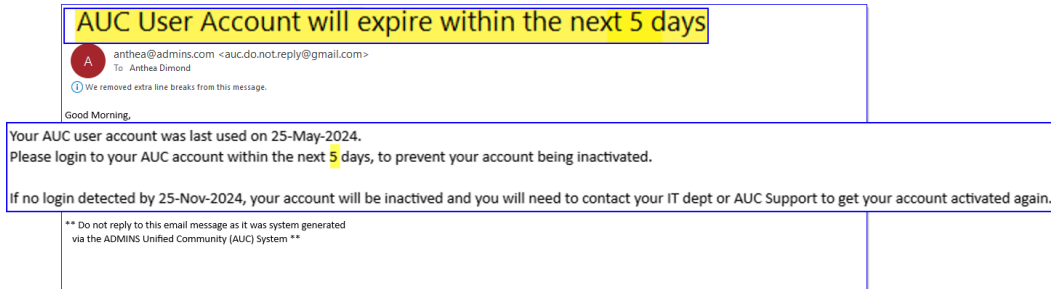 AUC User Account will expire within the next 5 days
A
anthea@admins.com <auc.do.not.reply@gmail.com>
To Anthea Dimond
i We removed extra line breaks from this message.
Good Morning,
Your AUC user account was last used on 25-May-2024.
Please login to your AUC account within the next 5 days, to prevent your account being inactivated.
If no login detected by 25-Nov-2024, your account will be inactived and you will need to contact your IT dept or AUC Support to get your account activated again.
** Do not reply to this email message as it was system generated
via the ADMINS Unified Community (AUC) System **